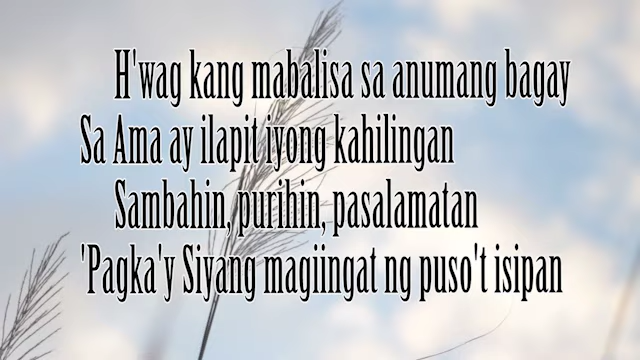 H'wag kang mabalisa sa anumang bagay
Sa Ama ay ilapit iyong kahilingan
Sambahin, purihin, pasalamatan
'Pagka'y Siyang magiingat ng puso't isipan